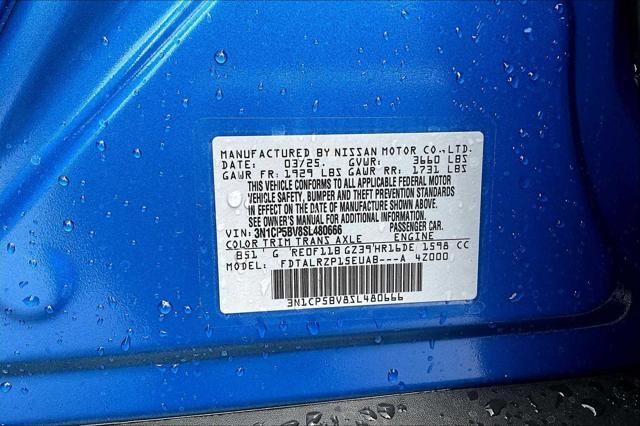 MANUFACTURED BY NISSAN MOTOR CO.,LTD.
DATE: 03/25. GVWR: 3660 LBS
GAWR FR: 1929 LBS GAWR RR: 1731 LBS
THIS VEHICLE CONFORMS TO ALL APPLICABLE FEDERAL MOTOR
VEHICLE SAFETY, BUMPER AND THEFT PREVENTION STANDARDS
IN EFFECT ON THE DATE OF MANUFACTURE SHOWN ABOVE.
SEE OWNER'S MANUAL FOR ADDITIONAL INFORMATION.
VIN: 3N1CP5BV8SL480666 PASSENGER CAR.
COLOR TRIM TRANS AXLE ENGINE
B51 G RE0F11B GZ39 HR16DE 1598 CC
MODEL: FDTALRZP15EUAB---A 4Z000
3N1CP5BV8SL480666